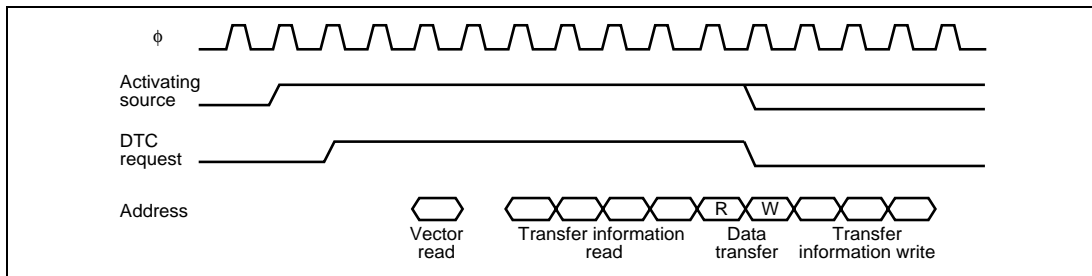 φ
Activating
source
DTC
request
Address
R W
Vector
read
Transfer information
read
Data
transfer
Transfer
information write